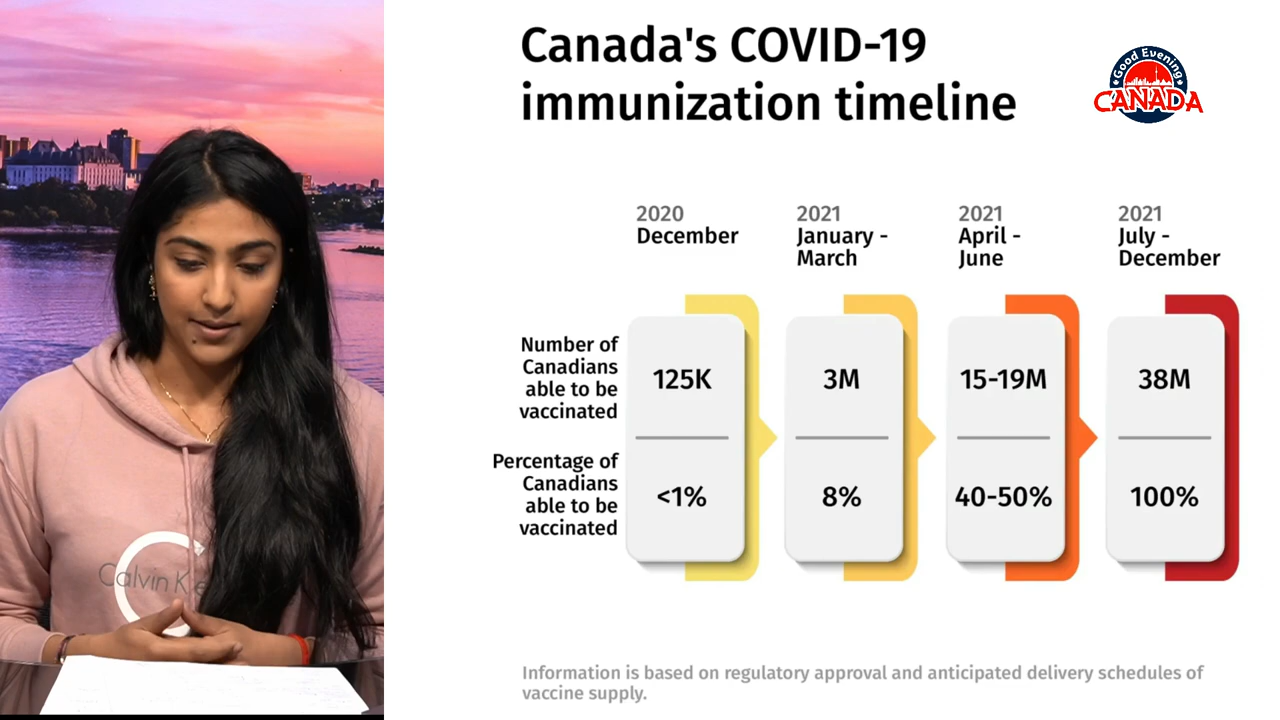 Canada's COVID-19
immunization timeline
Good Evening
CANADA
2020
December
2021
January -
March
2021
April -
June
2021
July -
December
Number of
Canadians
able to be
vaccinated
125K
3M
15-19M
38M
Percentage of
Canadians
able to be
vaccinated
<1%
8%
40-50%
100%
Calvin Kle
Information is based on regulatory approval and anticipated delivery schedules of
vaccine supply.